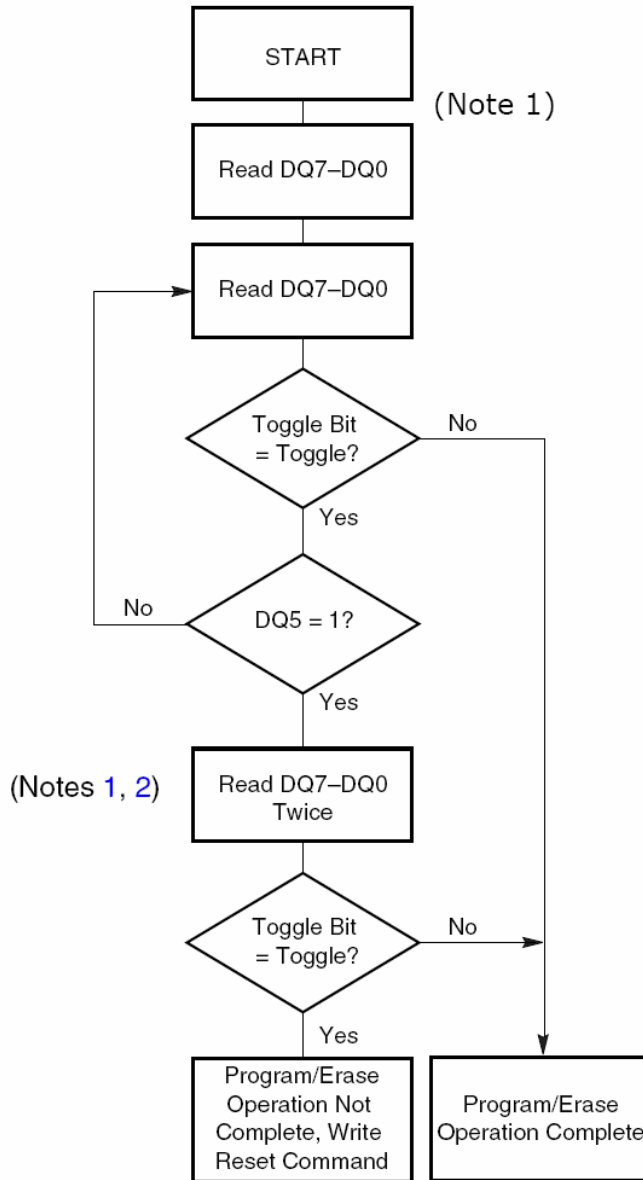 START
(Note 1)
Read DQ7–DQ0
Read DQ7–DQ0
Toggle Bit
= Toggle?
No
Yes
DQ5 = 1?
No
Yes
(Notes 1, 2)
Read DQ7–DQ0
Twice
Toggle Bit
= Toggle?
No
Yes
Program/Erase
Operation Not
Complete, Write
Reset Command
Program/Erase
Operation Complete